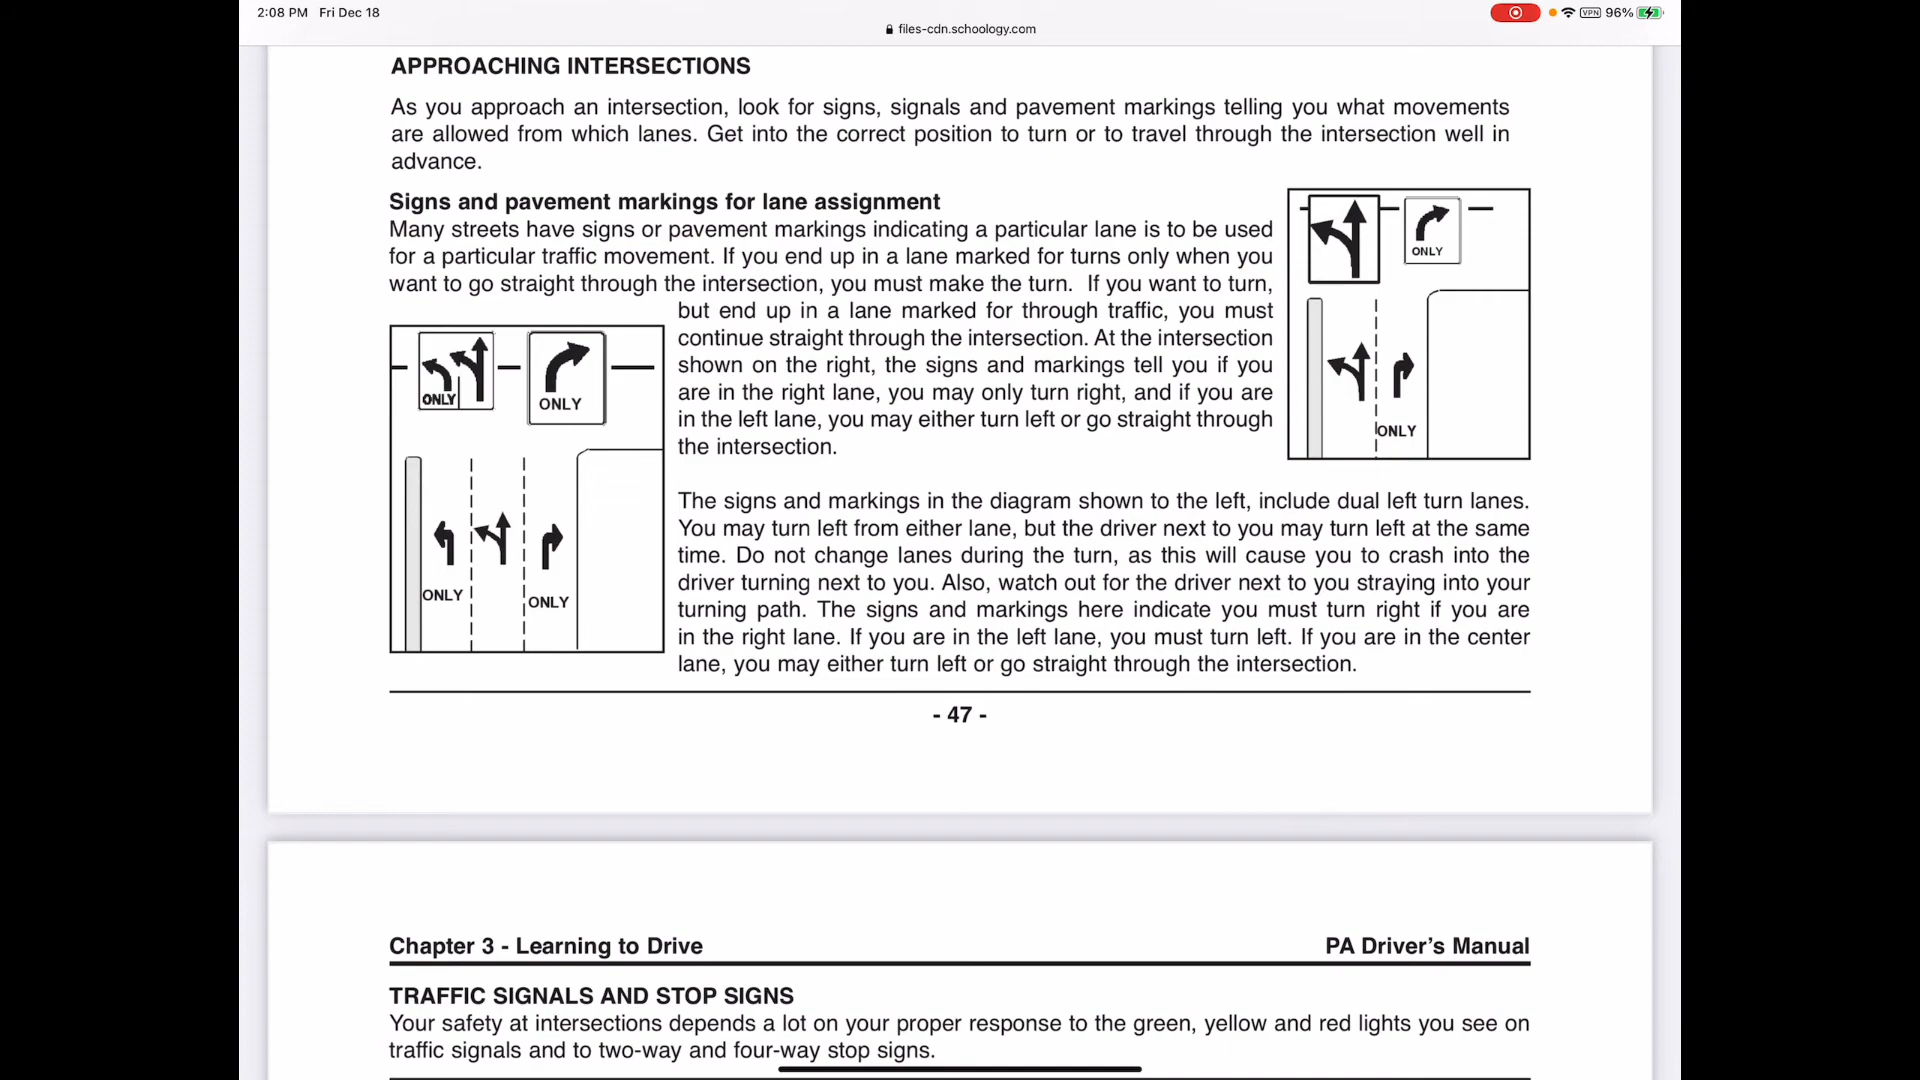 2:08 PM Fri Dec 18
VPN 96%
files-cdn.schoology.com
APPROACHING INTERSECTIONS
As you approach an intersection, look for signs, signals and pavement markings telling you what movements
are allowed from which lanes. Get into the correct position to turn or to travel through the intersection well in
advance.
Signs and pavement markings for lane assignment
Many streets have signs or pavement markings indicating a particular lane is to be used
for a particular traffic movement. If you end up in a lane marked for turns only when you
want to go straight through the intersection, you must make the turn. If you want to turn,
but end up in a lane marked for through traffic, you must
continue straight through the intersection. At the intersection
shown on the right, the signs and markings tell you if you
are in the right lane, you may only turn right, and if you are
in the left lane, you may either turn left or go straight through
the intersection.
ONLY
ONLY
ONLY
ONLY
ONLY
ONLY
The signs and markings in the diagram shown to the left, include dual left turn lanes.
You may turn left from either lane, but the driver next to you may turn left at the same
time. Do not change lanes during the turn, as this will cause you to crash into the
driver turning next to you. Also, watch out for the driver next to you straying into your
turning path. The signs and markings here indicate you must turn right if you are
in the right lane. If you are in the left lane, you must turn left. If you are in the center
lane, you may either turn left or go straight through the intersection.
- 47 -
Chapter 3 - Learning to Drive
PA Driver's Manual
TRAFFIC SIGNALS AND STOP SIGNS
Your safety at intersections depends a lot on your proper response to the green, yellow and red lights you see on
traffic signals and to two-way and four-way stop signs.